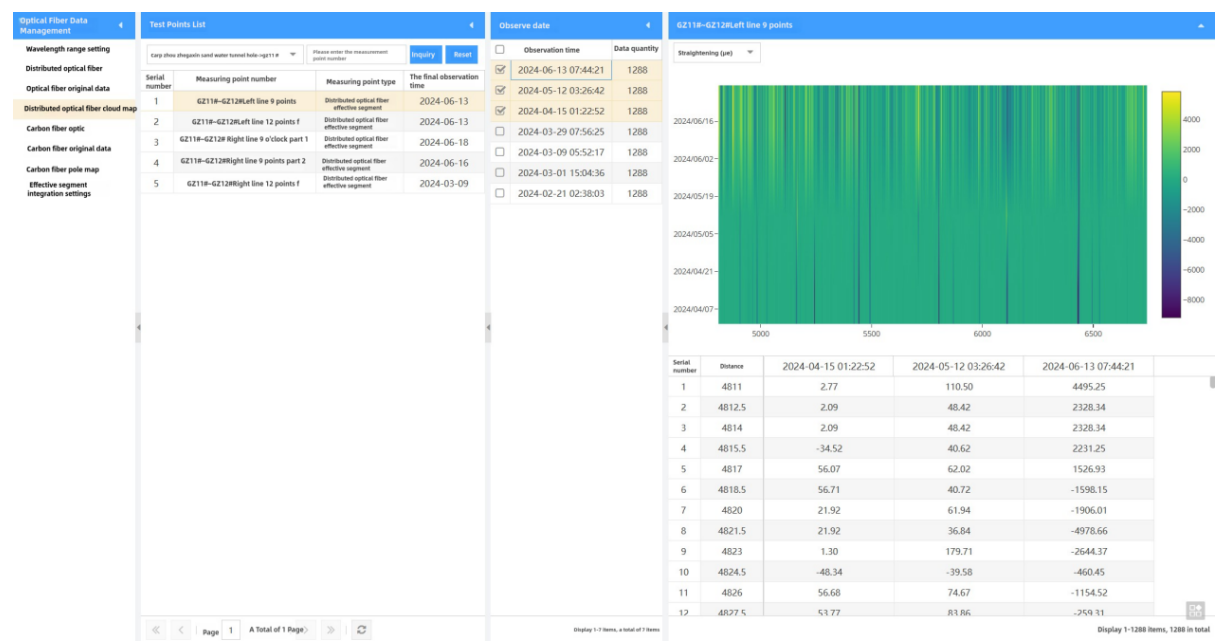 Optical Fiber Data
Management
Wavelength range setting
Distributed optical fiber
Optical fiber original data
Distributed optical fiber cloud map
Carbon fiber optic
Carbon fiber original data
Carbon fiber pole map
Effective segment
integration settings
Test Points List
Carp zhou zhegaoxin sand water tunnel hole->gz11#
Please enter the measurement
point number
Inquiry
Reset
Serial
number
Measuring point number
Measuring point type
The final observation
time
1 GZ11#~GZ12#Left line 9 points Distributed optical fiber
effective segment 2024-06-13
2 GZ11#~GZ12#Left line 12 points f Distributed optical fiber
effective segment 2024-06-13
3 GZ11#~GZ12# Right line 9 o'clock part 1 Distributed optical fiber
effective segment 2024-06-18
4 GZ11#~GZ12#Right line 9 points part 2 Distributed optical fiber
effective segment 2024-06-16
5 GZ11#~GZ12#Right line 12 points f Distributed optical fiber
effective segment 2024-03-09
Page 1 A Total of 1 Page
Observe date
Observation time Data quantity
2024-06-13 07:44:21 1288
2024-05-12 03:26:42 1288
2024-04-15 01:22:52 1288
2024-03-29 07:56:25 1288
2024-03-09 05:52:17 1288
2024-03-01 15:04:36 1288
2024-02-21 02:38:03 1288
Display 1-7 Items, a total of 7 Items
GZ11#~GZ12#Left line 9 points
Straightening (με)
2024/06/16
2024/06/02
2024/05/19
2024/05/05
2024/04/21
2024/04/07
5000 5500 6000 6500
4000
2000
0
−2000
−4000
−6000
−8000
Serial
number Distance 2024-04-15 01:22:52 2024-05-12 03:26:42 2024-06-13 07:44:21
1 4811 2.77 110.50 4495.25
2 4812.5 2.09 48.42 2328.34
3 4814 2.09 48.42 2328.34
4 4815.5 -34.52 40.62 2231.25
5 4817 56.07 62.02 1526.93
6 4818.5 56.71 40.72 -1598.15
7 4820 21.92 61.94 -1906.01
8 4821.5 21.92 36.84 -4978.66
9 4823 1.30 179.71 -2644.37
10 4824.5 -48.34 -39.58 -460.45
11 4826 56.68 74.67 -1154.52
12 4827.5 53.77 83.86 -259.31
Display 1-1288 items, 1288 in total